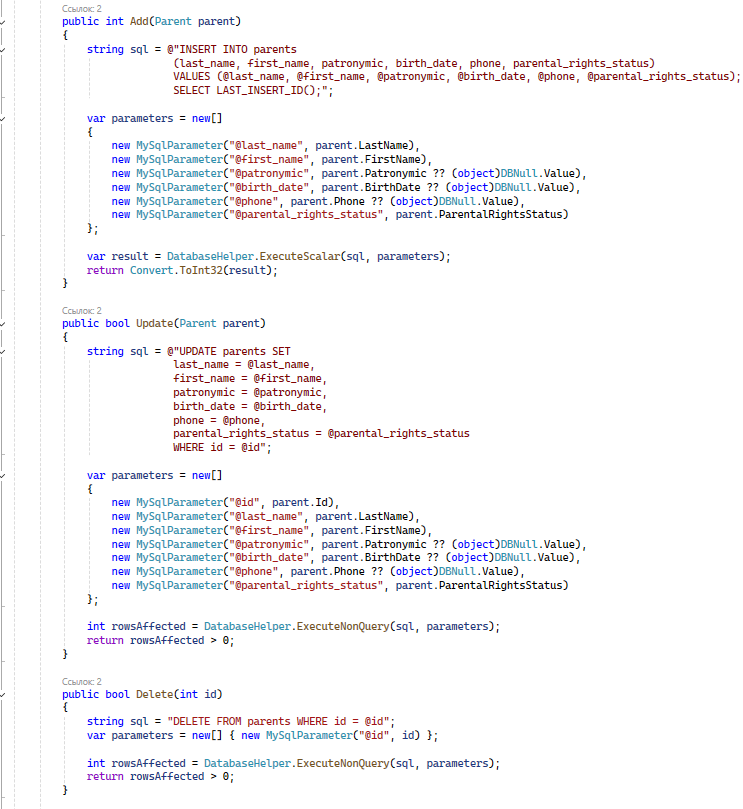 Ссылок: 2
public int Add(Parent parent)
{
    string sql = @"INSERT INTO parents
                  (last_name, first_name, patronymic, birth_date, phone, parental_rights_status)
                  VALUES (@last_name, @first_name, @patronymic, @birth_date, @phone, @parental_rights_status);
                  SELECT LAST_INSERT_ID();";

    var parameters = new[]
    {
        new MySqlParameter("@last_name", parent.LastName),
        new MySqlParameter("@first_name", parent.FirstName),
        new MySqlParameter("@patronymic", parent.Patronymic ?? (object)DBNull.Value),
        new MySqlParameter("@birth_date", parent.BirthDate ?? (object)DBNull.Value),
        new MySqlParameter("@phone", parent.Phone ?? (object)DBNull.Value),
        new MySqlParameter("@parental_rights_status", parent.ParentalRightsStatus)
    };

    var result = DatabaseHelper.ExecuteScalar(sql, parameters);
    return Convert.ToInt32(result);
}

Ссылок: 2
public bool Update(Parent parent)
{
    string sql = @"UPDATE parents SET
                  last_name = @last_name,
                  first_name = @first_name,
                  patronymic = @patronymic,
                  birth_date = @birth_date,
                  phone = @phone,
                  parental_rights_status = @parental_rights_status
                  WHERE id = @id";

    var parameters = new[]
    {
        new MySqlParameter("@id", parent.Id),
        new MySqlParameter("@last_name", parent.LastName),
        new MySqlParameter("@first_name", parent.FirstName),
        new MySqlParameter("@patronymic", parent.Patronymic ?? (object)DBNull.Value),
        new MySqlParameter("@birth_date", parent.BirthDate ?? (object)DBNull.Value),
        new MySqlParameter("@phone", parent.Phone ?? (object)DBNull.Value),
        new MySqlParameter("@parental_rights_status", parent.ParentalRightsStatus)
    };

    int rowsAffected = DatabaseHelper.ExecuteNonQuery(sql, parameters);
    return rowsAffected > 0;
}

Ссылок: 2
public bool Delete(int id)
{
    string sql = "DELETE FROM parents WHERE id = @id";
    var parameters = new[] { new MySqlParameter("@id", id) };

    int rowsAffected = DatabaseHelper.ExecuteNonQuery(sql, parameters);
    return rowsAffected > 0;
}